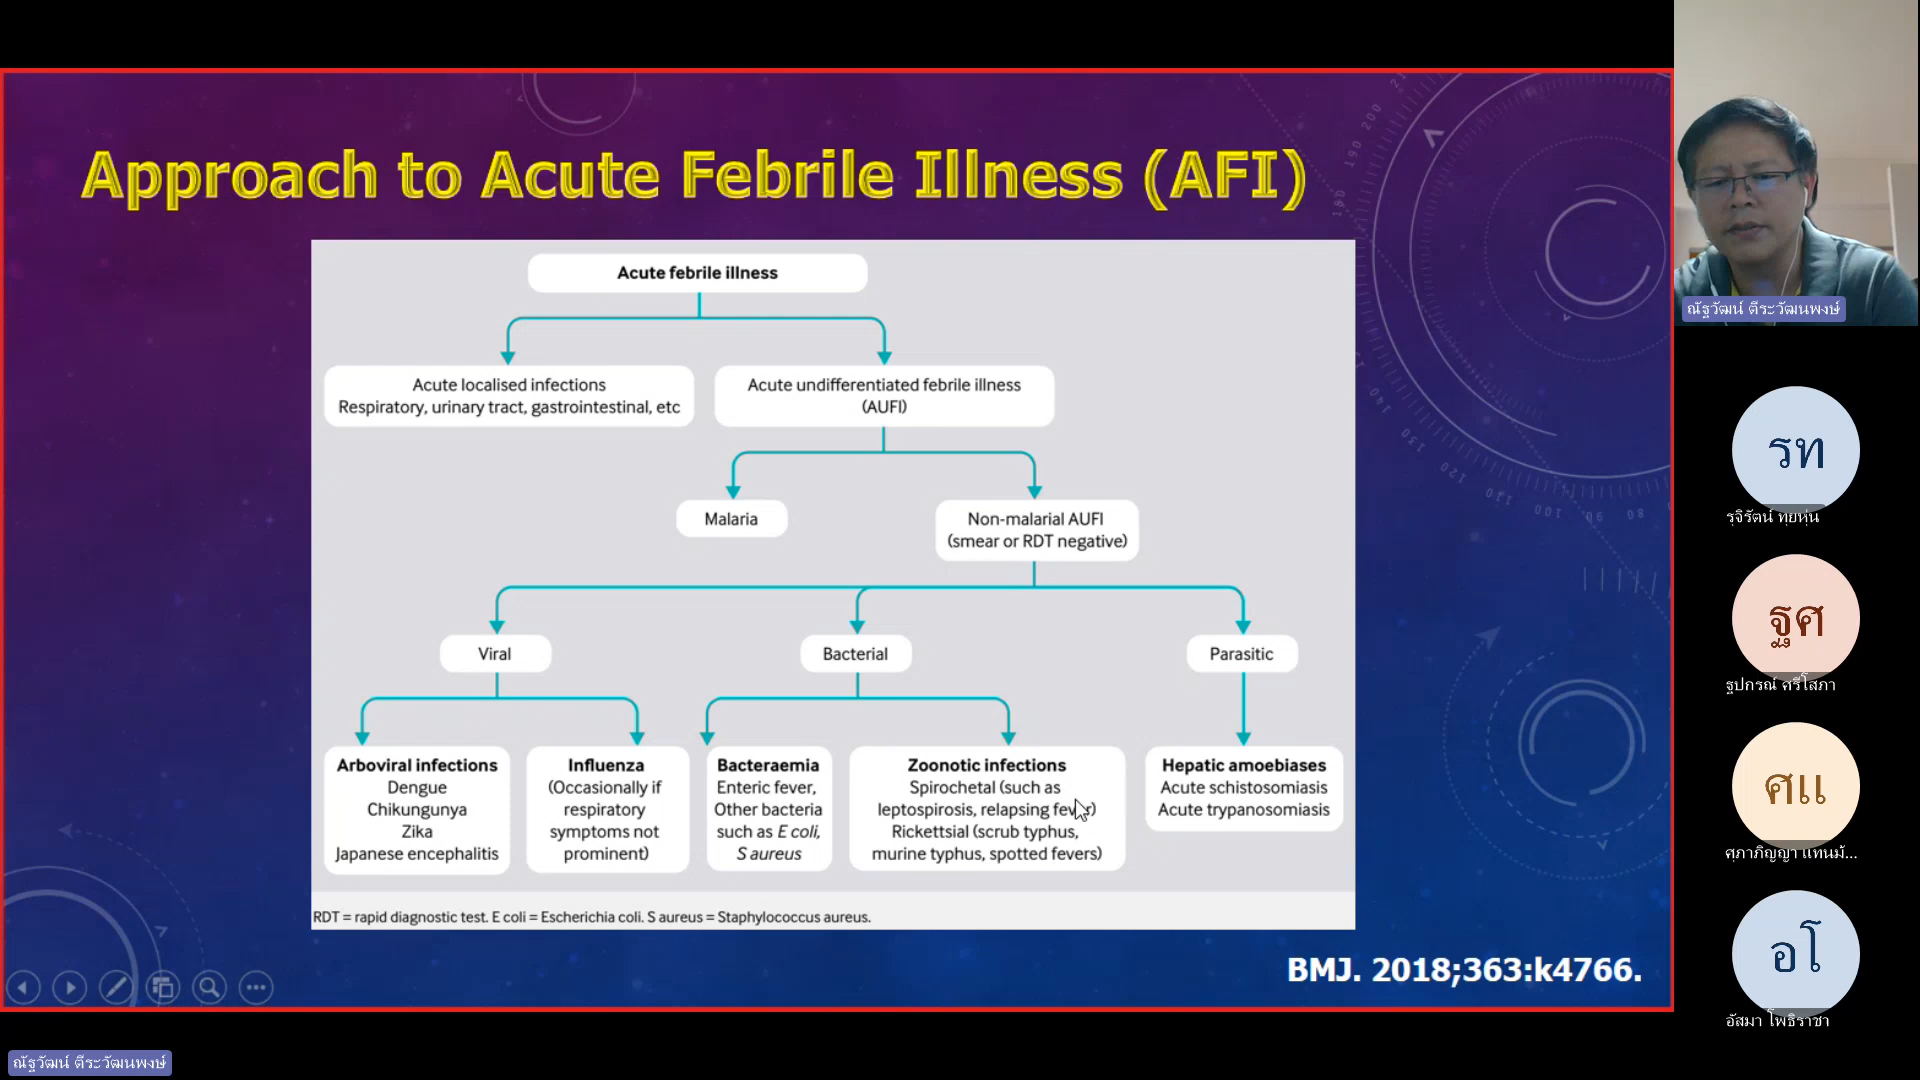 Approach to Acute Febrile Illness (AFI)
Acute febrile illness
Acute localised infections
Respiratory, urinary tract, gastrointestinal, etc
Acute undifferentiated febrile illness
(AUFI)
Malaria
Non-malarial AUFI
(smear or RDT negative)
Viral
Bacterial
Parasitic
Arboviral infections
Dengue
Chikungunya
Zika
Japanese encephalitis
Influenza
(Occasionally if
respiratory
symptoms not
prominent)
Bacteraemia
Enteric fever,
Other bacteria
such as E coli,
S aureus
Zoonotic infections
Spirochetal (such as
leptospirosis, relapsing fever)
Rickettsial (scrub typhus,
murine typhus, spotted fevers)
Hepatic amoebiases
Acute schistosomiasis
Acute trypanosomiasis
RDT = rapid diagnostic test. E coli = Escherichia coli. S aureus = Staphylococcus aureus.
BMJ. 2018;363:k4766.
ณัฐวัฒน์ ตีระวัฒนพงษ์
รท
รุจิรัตน์ ทุยหุ่น
ฐศ
ฐปกรณ์ ศรีโสภา
ศแ
ศุภาภิญญา แทนม้...
อโ
อัสมา โพธิราชา
ณัฐวัฒน์ ตีระวัฒนพงษ์